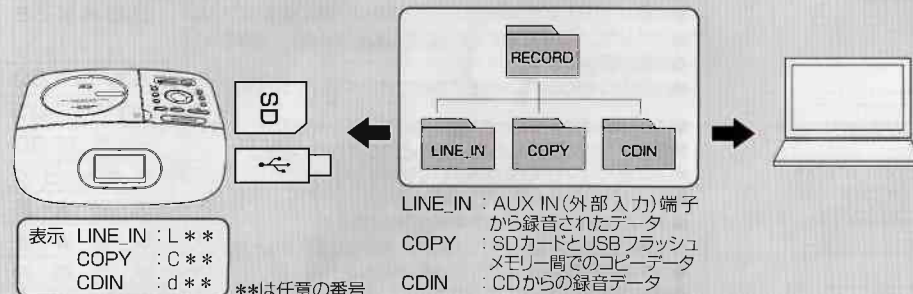 RECORD
LINE_IN
COPY
CDIN
SD
LINE_IN : AUX IN(外部入力)端子
から録音されたデータ
COPY : SDカードとUSBフラッシュ
メモリー間でのコピーデータ
CDIN : CDからの録音データ
表示 LINE_IN : L**
COPY : C**
CDIN : d**
**は任意の番号